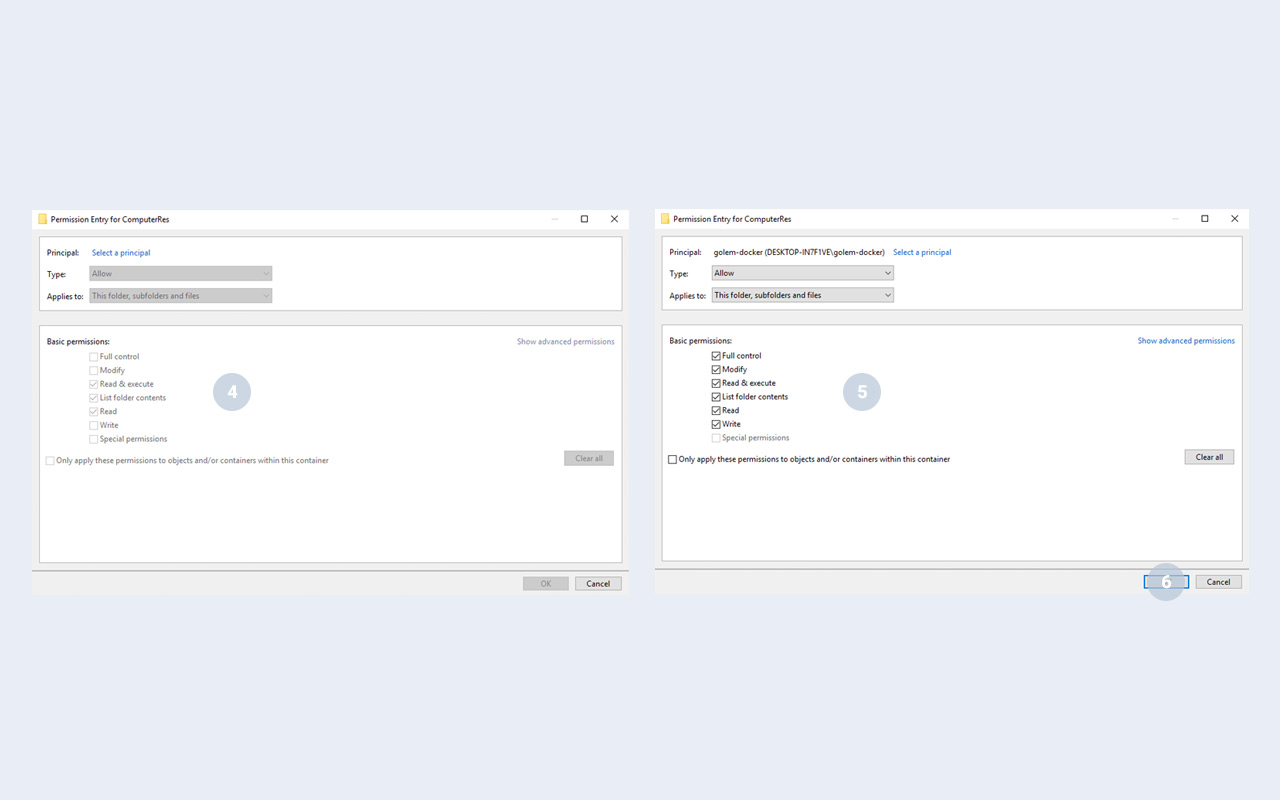 Permission Entry for ComputerRes
Principal: Select a principal
Type: Allow
Applies to: This folder, subfolders and files
Basic permissions: Show advanced permissions
Full control
Modify
Read & execute
List folder contents
Read
Write
Special permissions
4
Only apply these permissions to objects and/or containers within this container
Clear all
OK Cancel
Permission Entry for ComputerRes
Principal: golem-docker (DESKTOP-IN7F1VE\golem-docker) Select a principal
Type: Allow
Applies to: This folder, subfolders and files
Basic permissions: Show advanced permissions
Full control
Modify
Read & execute
List folder contents
Read
Write
Special permissions
5
Only apply these permissions to objects and/or containers within this container
Clear all
6 Cancel